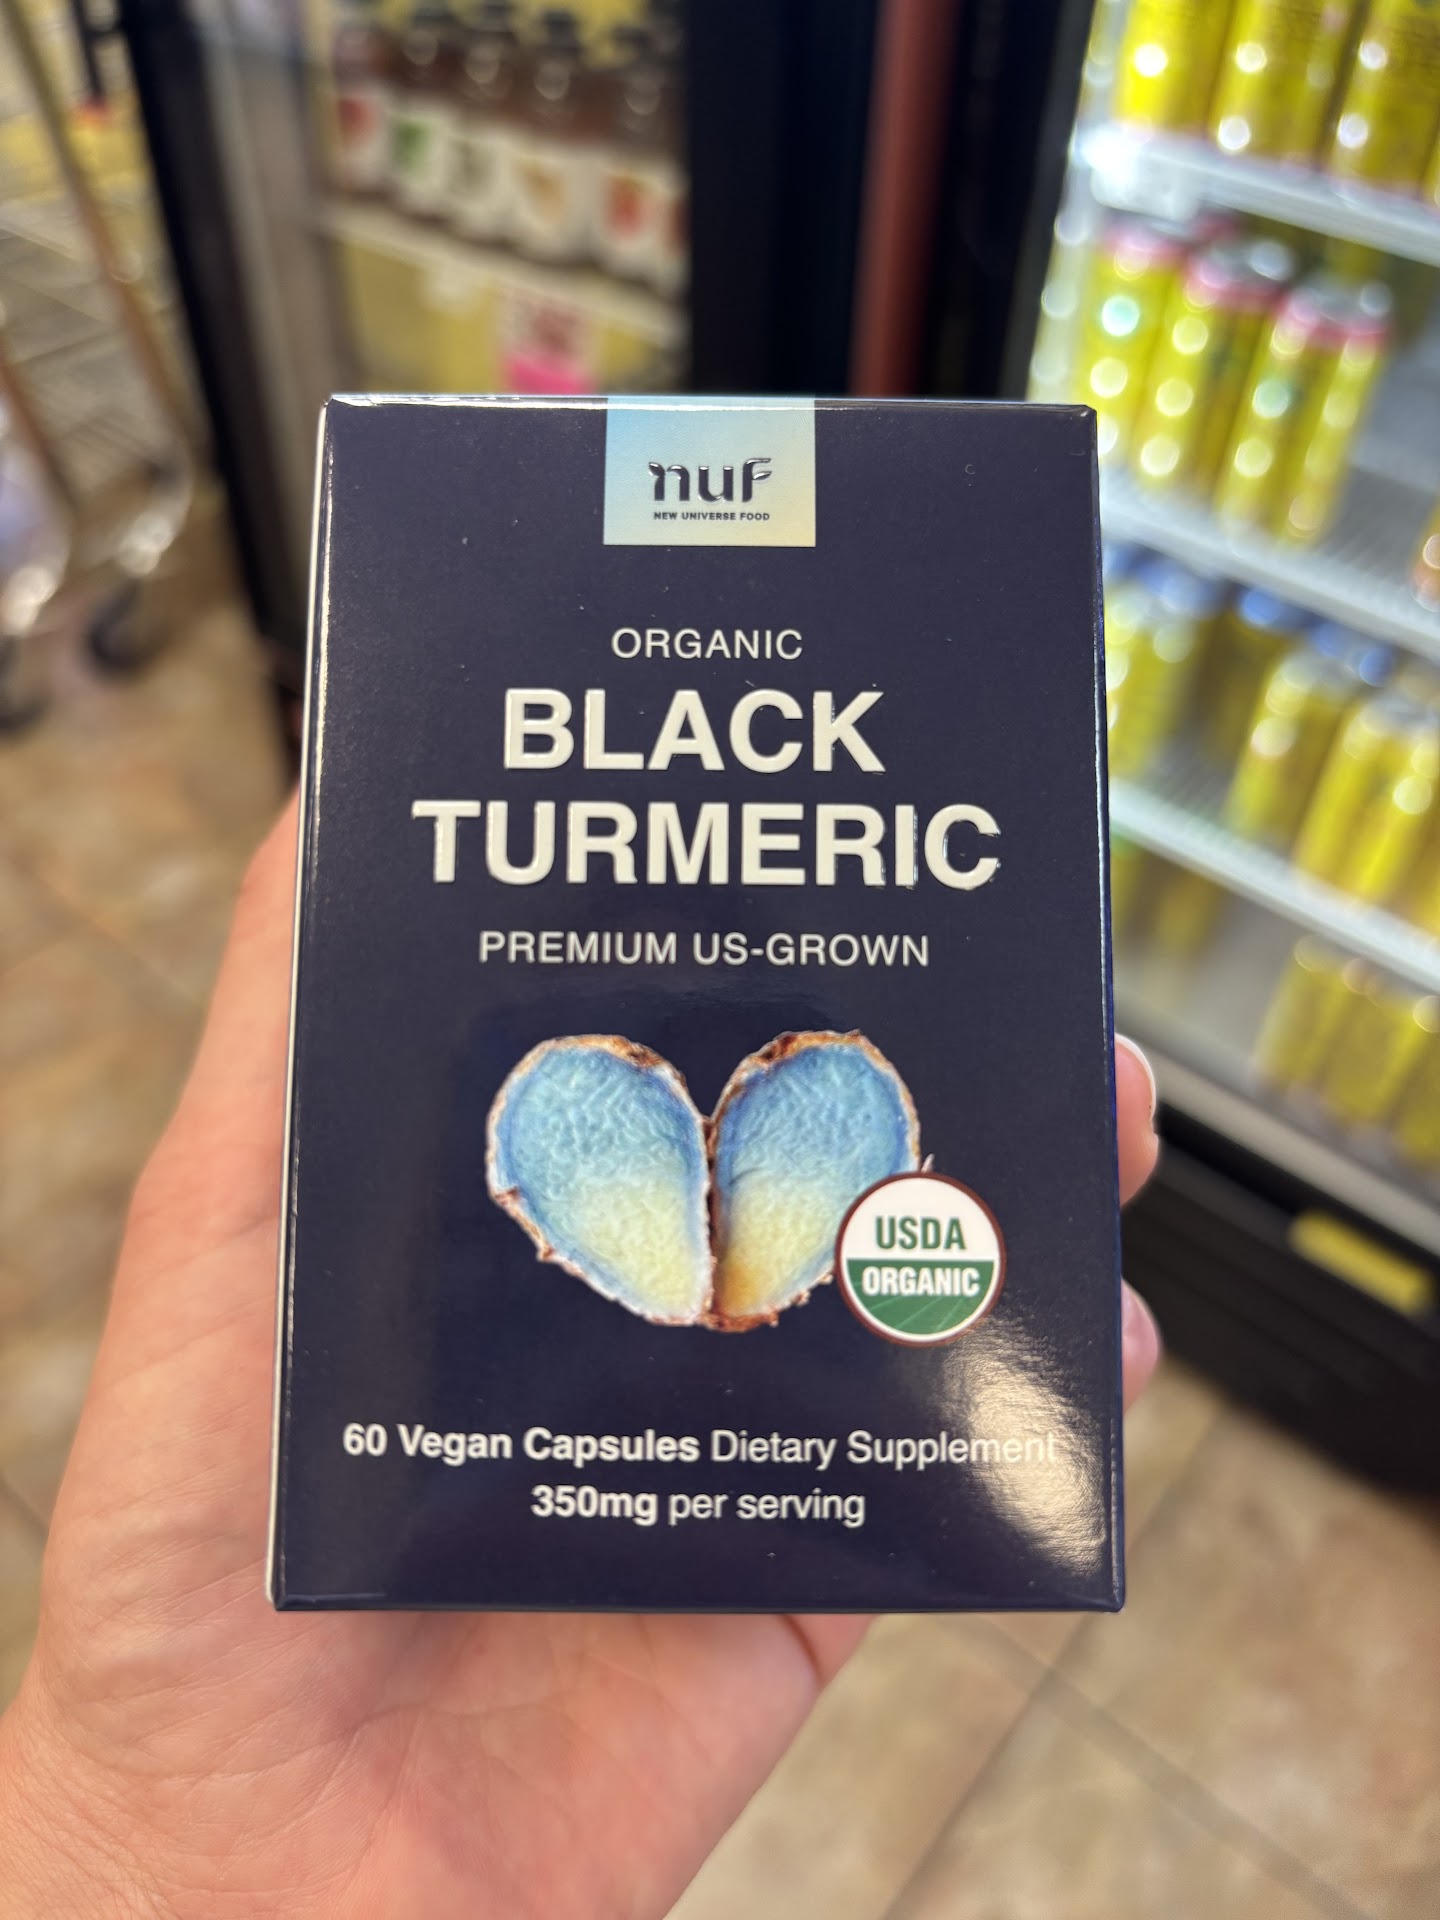 nuf
NEW UNIVERSE FOOD
ORGANIC
BLACK
TURMERIC
PREMIUM US-GROWN
USDA
ORGANIC
60 Vegan Capsules Dietary Supplement
350mg per serving